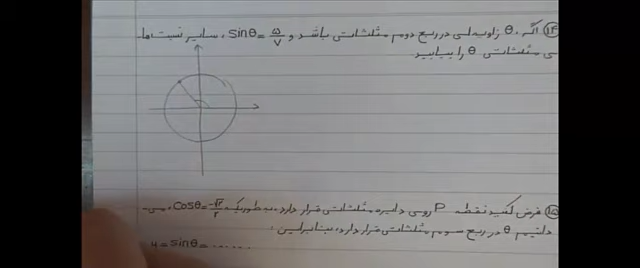 ۱۴ اگر θ زاویه ای در ربع دوم مثلثاتی باشد و sinθ = ۵/۷ ، سایر نسبت ها
ی مثلثاتی θ را بیابید
۱۵ فرض کنید نقطه P روی دایره مثلثاتی قرار دارد، به طوریکه cosθ = -√۲/۲ ، می
دانیم θ در ربع سوم مثلثاتی قرار دارد، بنابراین:
y = sinθ = ......